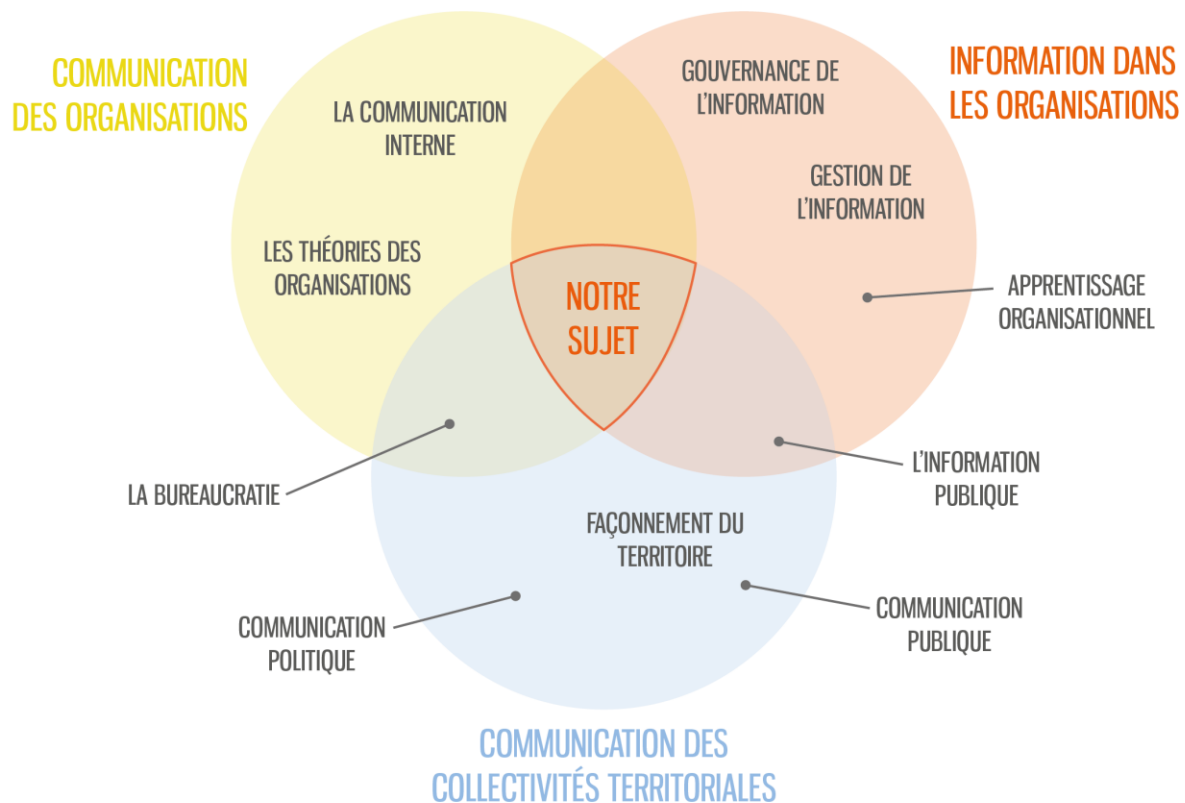 COMMUNICATION
DES ORGANISATIONS
INFORMATION DANS
LES ORGANISATIONS
LA COMMUNICATION
INTERNE
GOUVERNANCE DE
L'INFORMATION
GESTION DE
L'INFORMATION
LES THÉORIES DES
ORGANISATIONS
NOTRE
SUJET
APPRENTISSAGE
ORGANISATIONNEL
LA BUREAUCRATIE
L'INFORMATION
PUBLIQUE
FAÇONNEMENT DU
TERRITOIRE
COMMUNICATION
POLITIQUE
COMMUNICATION
PUBLIQUE
COMMUNICATION DES
COLLECTIVITÉS TERRITORIALES